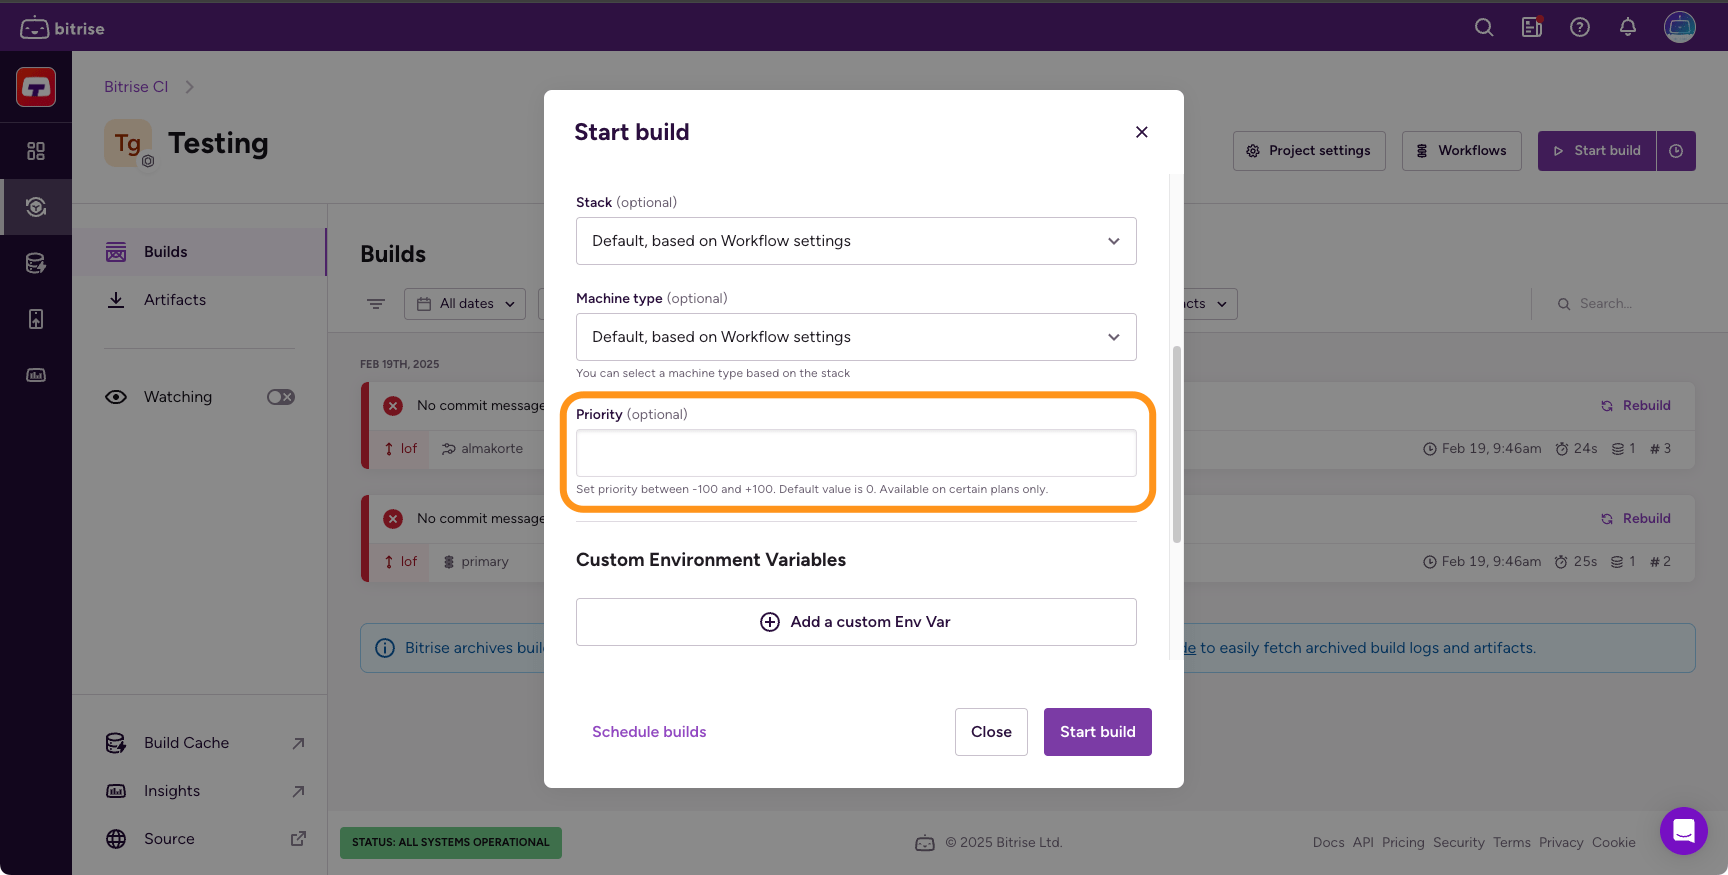 bitrise
Bitrise CI
Tg
Testing
Project settings
Workflows
Start build
Builds
Artifacts
Watching
Build Cache
Insights
Source
Builds
All dates
cts
Search...
FEB 19TH, 2025
No commit message
Rebuild
lof
almakorte
Feb 19, 9:46am
24s
1
# 3
No commit message
Rebuild
lof
primary
Feb 19, 9:46am
25s
1
# 2
Bitrise archives buil
de to easily fetch archived build logs and artifacts.
Start build
Stack (optional)
Default, based on Workflow settings
Machine type (optional)
Default, based on Workflow settings
You can select a machine type based on the stack
Priority (optional)
Set priority between -100 and +100. Default value is 0. Available on certain plans only.
Custom Environment Variables
Add a custom Env Var
Schedule builds
Close
Start build
STATUS: ALL SYSTEMS OPERATIONAL
© 2025 Bitrise Ltd.
Docs API Pricing Security Terms Privacy Cookie